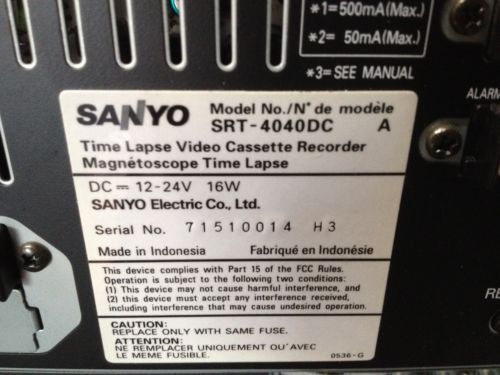 *1=500mA(Max.)
*2= 50mA(Max.)
*3=SEE MANUAL
ALARM
SANYO Model No./N° de modèle
SRT-4040DC A
Time Lapse Video Cassette Recorder
Magnétoscope Time Lapse
DC⎓ 12-24V 16W
SANYO Electric Co., Ltd.
Serial No. 71510014 H3
Made in Indonesia Fabriqué en Indonésie
This device complies with Part 15 of the FCC Rules.
Operation is subject to the following two conditions:
(1) This device may not cause harmful interference, and
(2) this device must accept any interference received,
including interference that may cause undesired operation.
CAUTION:
REPLACE ONLY WITH SAME FUSE.
ATTENTION:
NE REMPLACER UNIQUEMENT QU'AVEC
LE MEME FUSIBLE. 0536-G